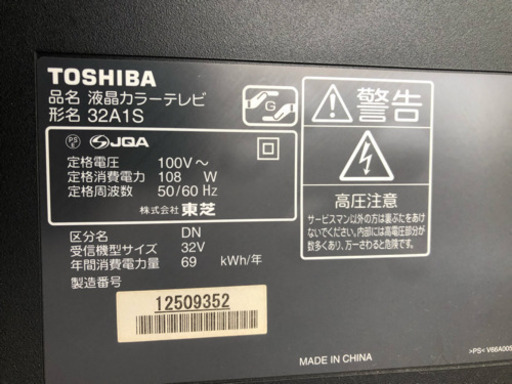 TOSHIBA
品名 液晶カラーテレビ
形名 32A1S
G
PS E JQA
定格電圧 100V～
定格消費電力 108 W
定格周波数 50/60 Hz
株式会社 東芝
区分名 DN
受信機型サイズ 32V
年間消費電力量 69 kWh/年
製造番号
12509352
警告
高圧注意
サービスマン以外の方は裏ぶたをあけ
ないでください。内部には高電圧部分が
数多くあり、万一さわると危険です。
MADE IN CHINA
>PS< V66A005